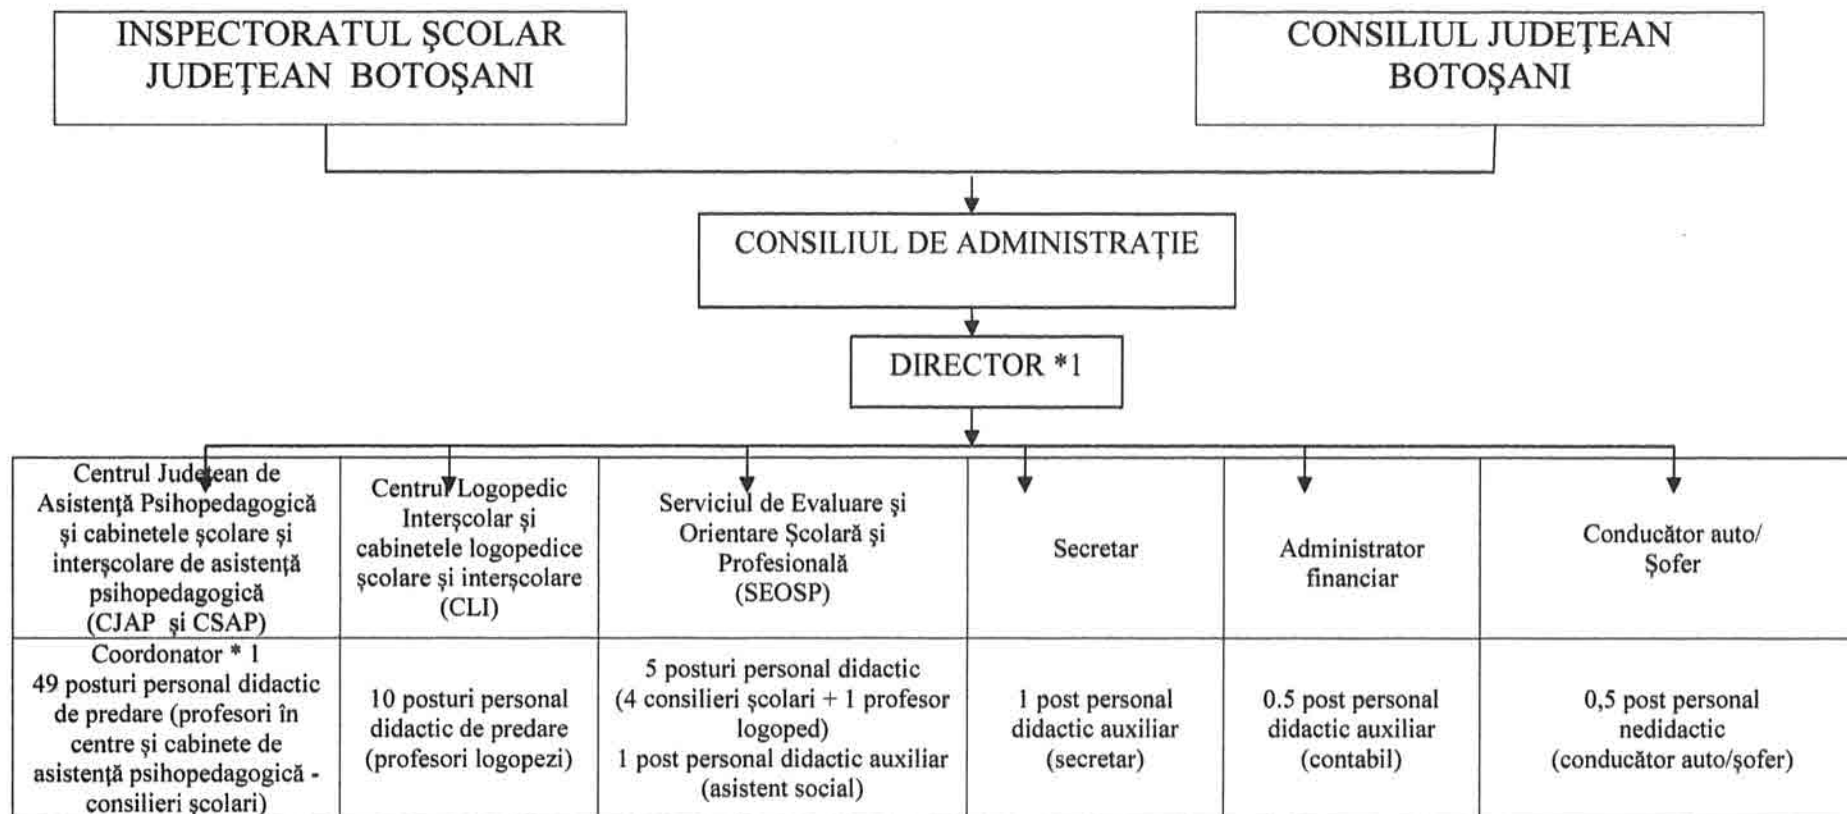 INSPECTORATUL ŞCOLAR
JUDEŢEAN BOTOŞANI
CONSILIUL JUDEŢEAN
BOTOŞANI
CONSILIUL DE ADMINISTRAŢIE
DIRECTOR *1
Centrul Judeţean de
Asistenţă Psihopedagogică
şi cabinetele şcolare şi
interşcolare de asistenţă
psihopedagogică
(CJAP şi CSAP)
Centrul Logopedic
Interşcolar şi
cabinetele logopedice
şcolare şi interşcolare
(CLI)
Serviciul de Evaluare şi
Orientare Şcolară şi
Profesională
(SEOSP)
Secretar
Administrator
financiar
Conducător auto/
Şofer
Coordonator * 1
49 posturi personal didactic
de predare (profesori în
centre şi cabinete de
asistenţă psihopedagogică -
consilieri şcolari)
10 posturi personal
didactic de predare
(profesori logopezi)
5 posturi personal didactic
(4 consilieri şcolari + 1 profesor
logoped)
1 post personal didactic auxiliar
(asistent social)
1 post personal
didactic auxiliar
(secretar)
0.5 post personal
didactic auxiliar
(contabil)
0,5 post personal
nedidactic
(conducător auto/şofer)